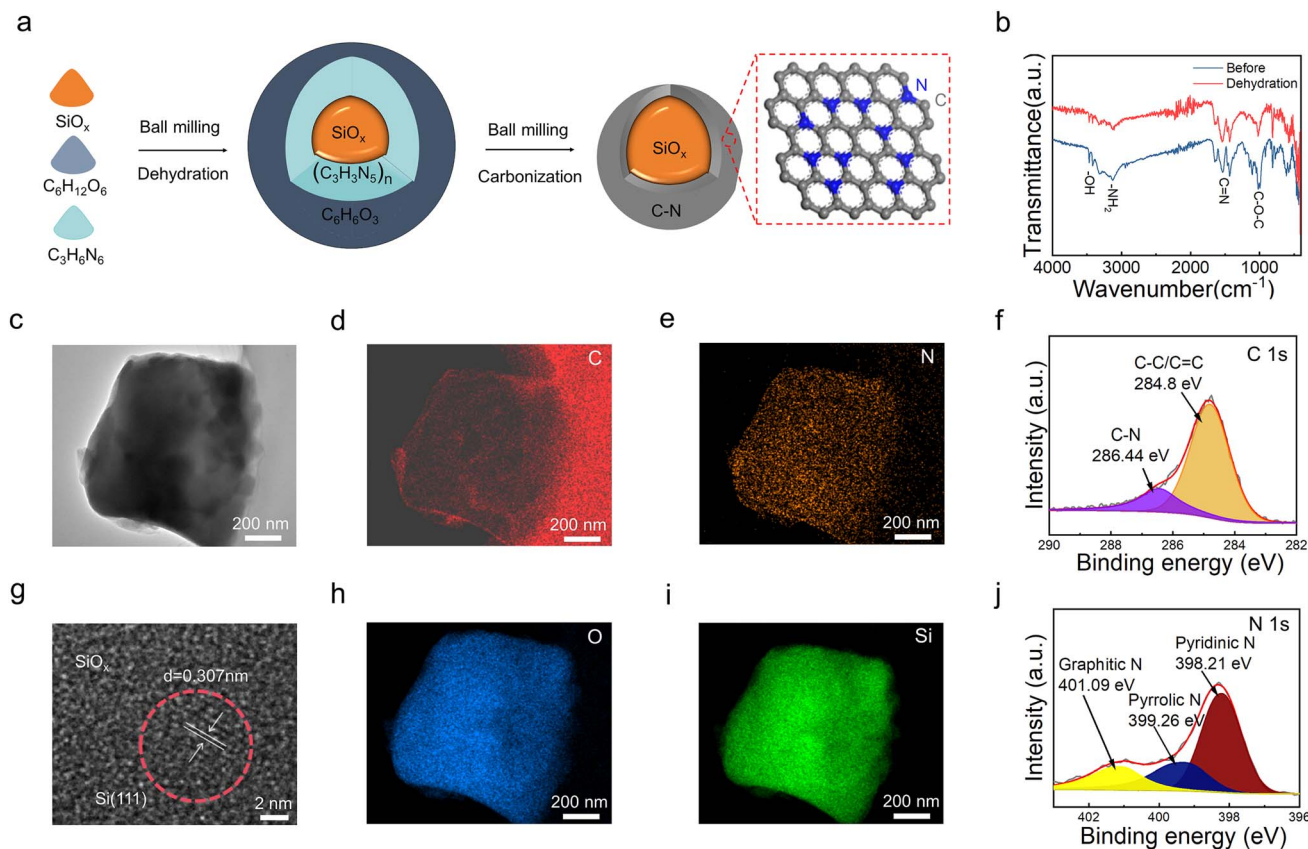 a
SiOₓ
C₆H₁₂O₆
C₃H₆N₆
Ball milling
Dehydration
SiOₓ
(C₃H₃N₅)ₙ
C₆H₆O₃
Ball milling
Carbonization
SiOₓ
C-N
N
C
b
Before
Dehydration
-OH
-NH₂
C=N
C-O-C
Transmittance(a.u.)
4000 3000 2000 1000
Wavenumber(cm⁻¹)
c
200 nm
d
C
200 nm
e
N
200 nm
f
C 1s
C-C/C=C
284.8 eV
C-N
286.44 eV
Intensity (a.u.)
290 288 286 284 282
Binding energy (eV)
g
SiOₓ
d=0.307nm
Si(111)
2 nm
h
O
200 nm
i
Si
200 nm
j
N 1s
Pyridinic N
398.21 eV
Graphitic N
401.09 eV
Pyrrolic N
399.26 eV
Intensity (a.u.)
402 400 398 396
Binding energy (eV)